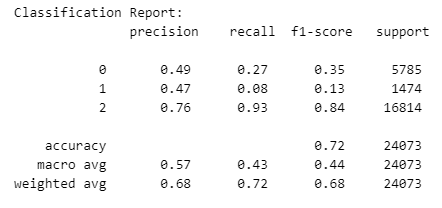 Classification Report:
precision recall f1-score support
0 0.49 0.27 0.35 5785
1 0.47 0.08 0.13 1474
2 0.76 0.93 0.84 16814
accuracy 0.72 24073
macro avg 0.57 0.43 0.44 24073
weighted avg 0.68 0.72 0.68 24073